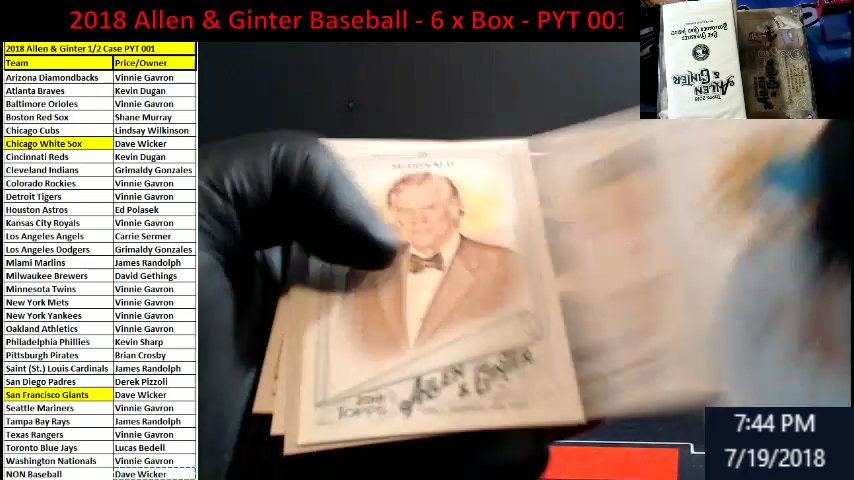 2018 Allen & Ginter Baseball - 6 x Box - PYT 001
2018 Allen & Ginter 1/2 Case PYT 001
Team Price/Owner
Arizona Diamondbacks Vinnie Gavron
Atlanta Braves Kevin Dugan
Baltimore Orioles Vinnie Gavron
Boston Red Sox Shane Murray
Chicago Cubs Lindsay Wilkinson
Chicago White Sox Dave Wicker
Cincinnati Reds Kevin Dugan
Cleveland Indians Grimaldy Gonzales
Colorado Rockies Vinnie Gavron
Detroit Tigers Vinnie Gavron
Houston Astros Ed Polasek
Kansas City Royals Vinnie Gavron
Los Angeles Angels Carrie Sermer
Los Angeles Dodgers Grimaldy Gonzales
Miami Marlins James Randolph
Milwaukee Brewers David Gethings
Minnesota Twins Vinnie Gavron
New York Mets Vinnie Gavron
New York Yankees Vinnie Gavron
Oakland Athletics Vinnie Gavron
Philadelphia Phillies Kevin Sharp
Pittsburgh Pirates Brian Crosby
Saint (St.) Louis Cardinals James Randolph
San Diego Padres Derek Pizzoli
San Francisco Giants Dave Wicker
Seattle Mariners Vinnie Gavron
Tampa Bay Rays James Randolph
Texas Rangers Vinnie Gavron
Toronto Blue Jays Lucas Bedell
Washington Nationals Vinnie Gavron
NON Baseball Dave Wicker
McDONALD
2018
TOPPS
ALLEN
& GINTER
TOPPS 2018
ALLEN
& GINTER
7:44 PM
7/19/2018